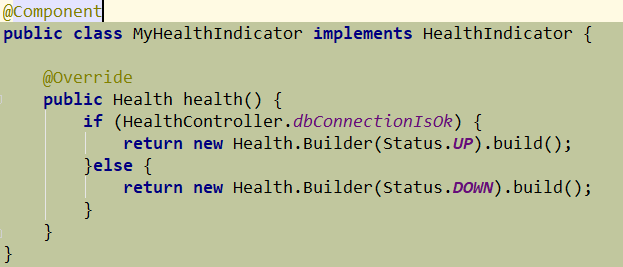 @Component
public class MyHealthIndicator implements HealthIndicator {
@Override
public Health health() {
if (HealthController.dbConnectionIsOk) {
return new Health.Builder(Status.UP).build();
}else {
return new Health.Builder(Status.DOWN).build();
}
}
}